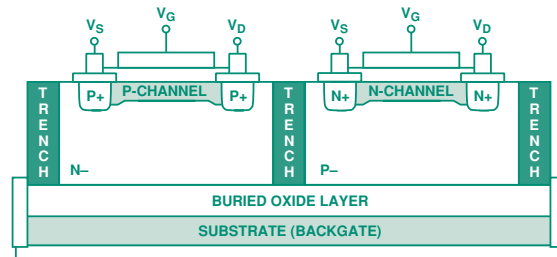 VG VG
VS VD VS VD
P-CHANNEL N-CHANNEL
P+ P+ N+ N+
TRENCH TRENCH TRENCH
N– P–
BURIED OXIDE LAYER
SUBSTRATE (BACKGATE)